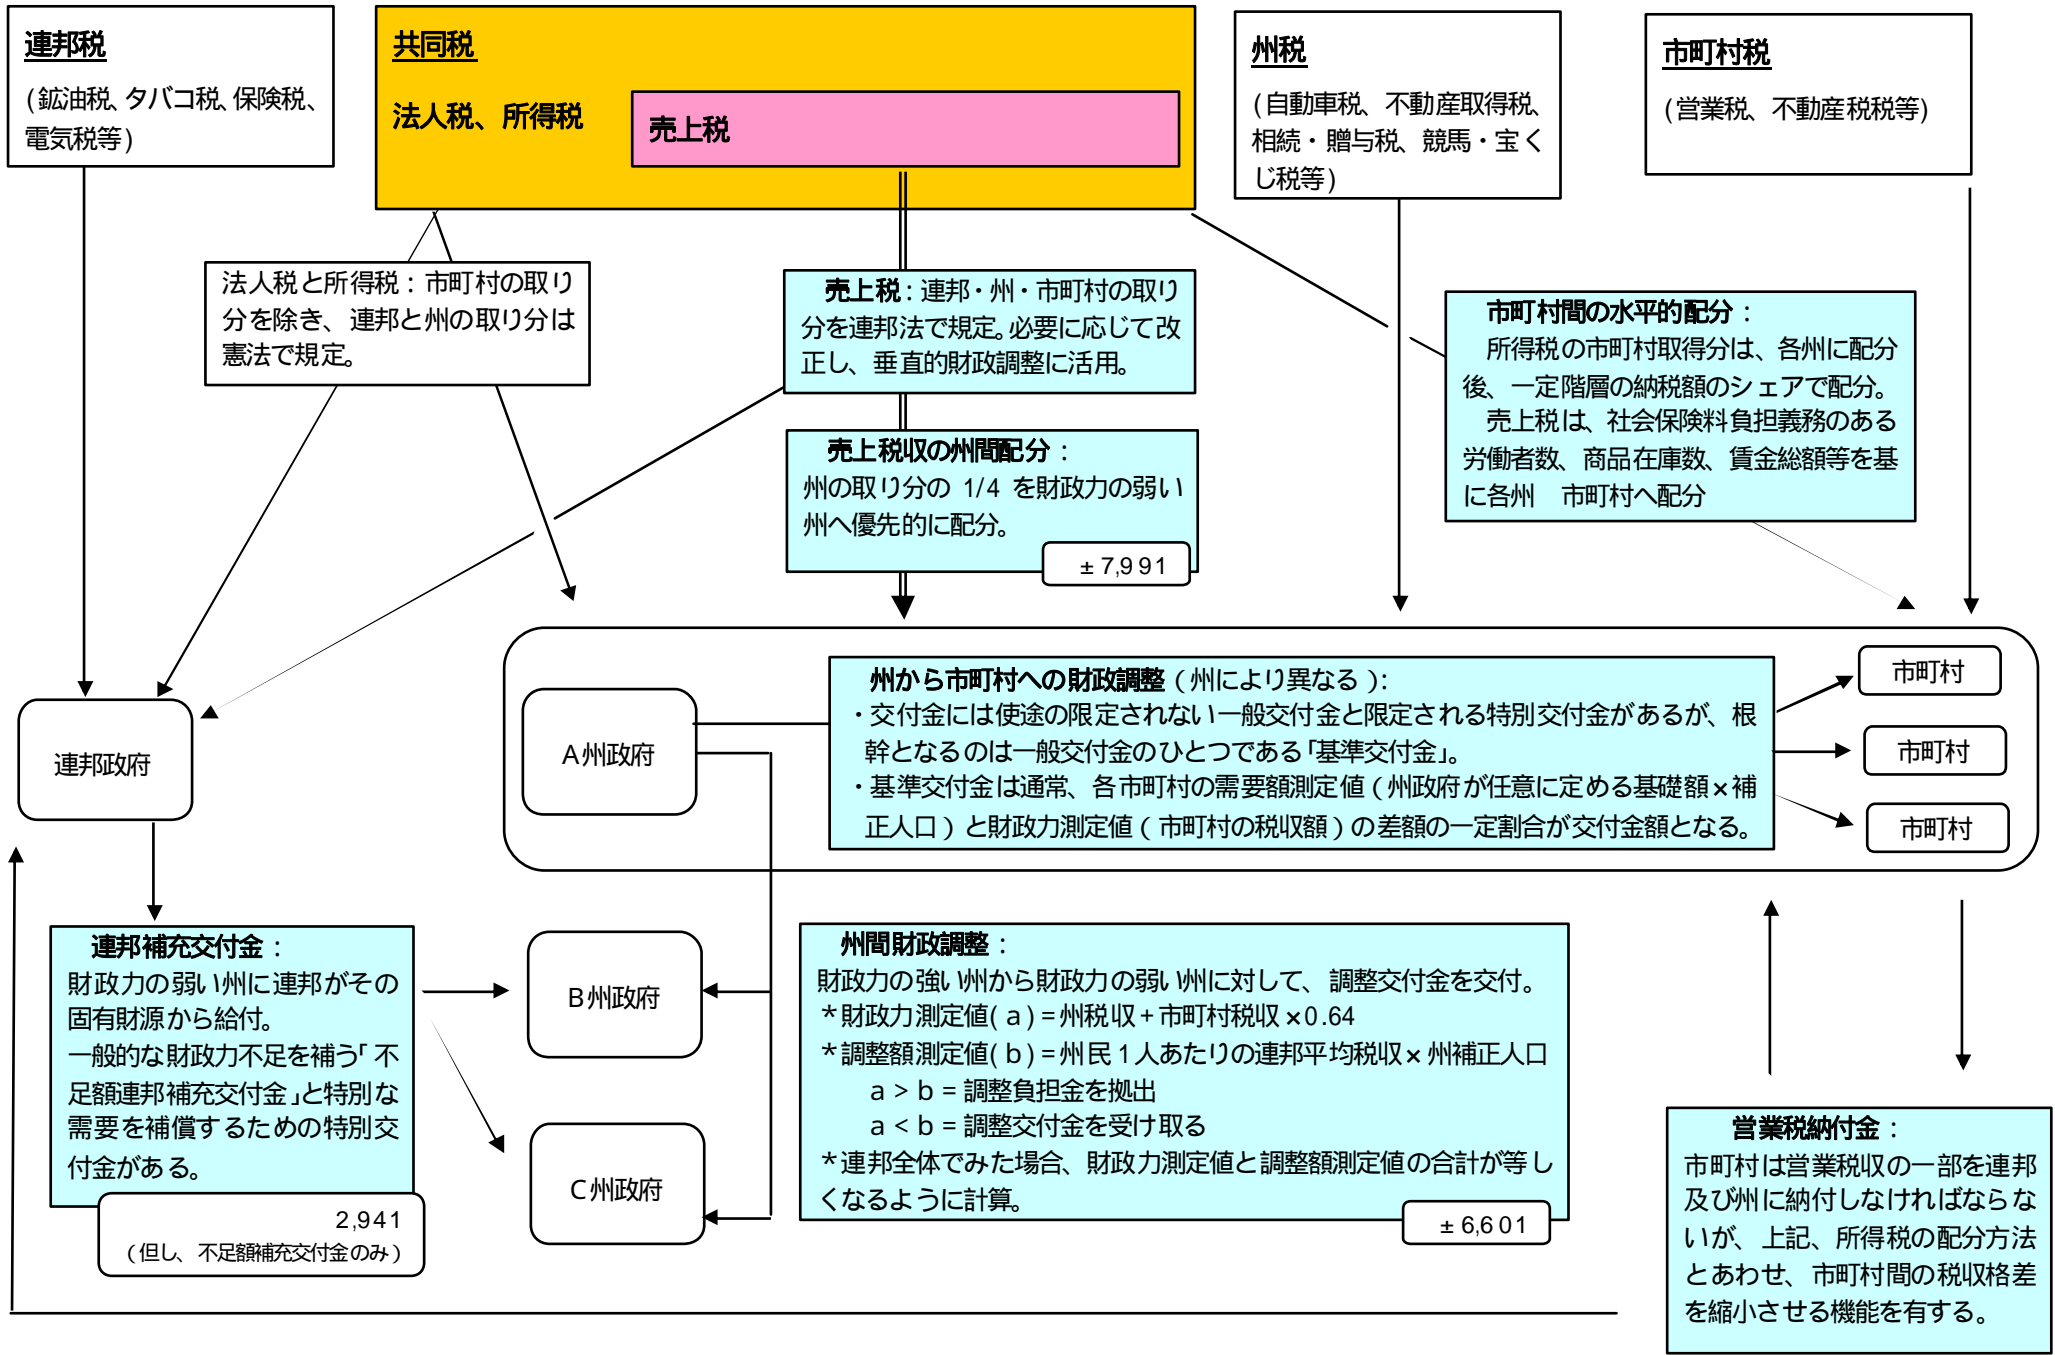 連邦税
(鉱油税、タバコ税、保険税、
電気税等)
共同税
法人税、所得税
売上税
州税
(自動車税、不動産取得税、
相続・贈与税、競馬・宝く
じ税等)
市町村税
(営業税、不動産税税等)
法人税と所得税：市町村の取り
分を除き、連邦と州の取り分は
憲法で規定。
売上税：連邦・州・市町村の取り
分を連邦法で規定。必要に応じて改
正し、垂直的財政調整に活用。
市町村間の水平的配分：
所得税の市町村取得分は、各州に配分
後、一定階層の納税額のシェアで配分。
売上税は、社会保険料負担義務のある
労働者数、商品在庫数、賃金総額等を基
に各州　市町村へ配分
売上税収の州間配分：
州の取り分の 1/4 を財政力の弱い
州へ優先的に配分。
±7,991
連邦政府
A州政府
州から市町村への財政調整（州により異なる）:
・交付金には使途の限定されない一般交付金と限定される特別交付金があるが、根
幹となるのは一般交付金のひとつである「基準交付金」。
・基準交付金は通常、各市町村の需要額測定値（州政府が任意に定める基礎額×補
正人口）と財政力測定値（市町村の税収額）の差額の一定割合が交付金額となる。
市町村
市町村
市町村
連邦補充交付金：
財政力の弱い州に連邦がその
固有財源から給付。
一般的な財政力不足を補う「不
足額連邦補充交付金」と特別な
需要を補償するための特別交
付金がある。
2,941
（但し、不足額補充交付金のみ）
B州政府
C州政府
州間財政調整：
財政力の強い州から財政力の弱い州に対して、調整交付金を交付。
*財政力測定値(ａ)=州税収+市町村税収×0.64
*調整額測定値(ｂ)=州民1人あたりの連邦平均税収×州補正人口
ａ>ｂ=調整負担金を拠出
ａ<ｂ=調整交付金を受け取る
*連邦全体でみた場合、財政力測定値と調整額測定値の合計が等し
くなるように計算。
±6,601
営業税納付金：
市町村は営業税収の一部を連邦
及び州に納付しなければならな
いが、上記、所得税の配分方法
とあわせ、市町村間の税収格差
を縮小させる機能を有する。